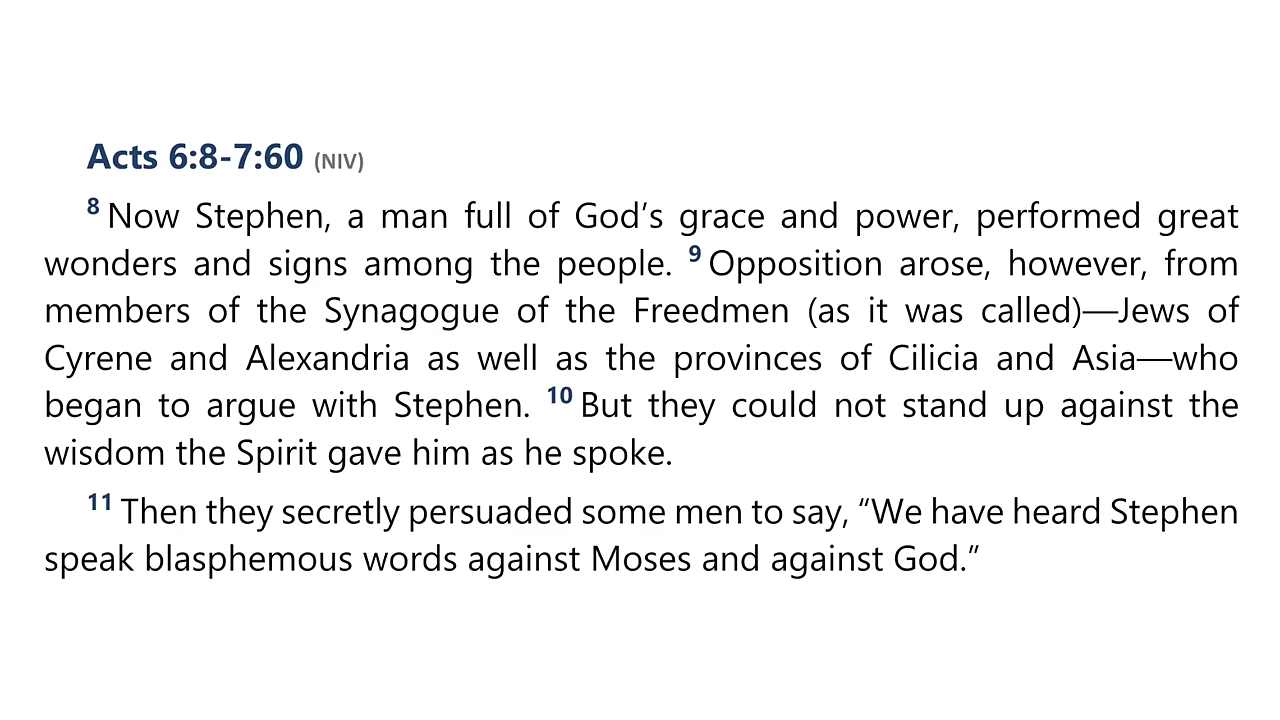 Acts 6:8-7:60 (NIV)
8 Now Stephen, a man full of God’s grace and power, performed great
wonders and signs among the people. 9 Opposition arose, however, from
members of the Synagogue of the Freedmen (as it was called)—Jews of
Cyrene and Alexandria as well as the provinces of Cilicia and Asia—who
began to argue with Stephen. 10 But they could not stand up against the
wisdom the Spirit gave him as he spoke.
11 Then they secretly persuaded some men to say, “We have heard Stephen
speak blasphemous words against Moses and against God.”